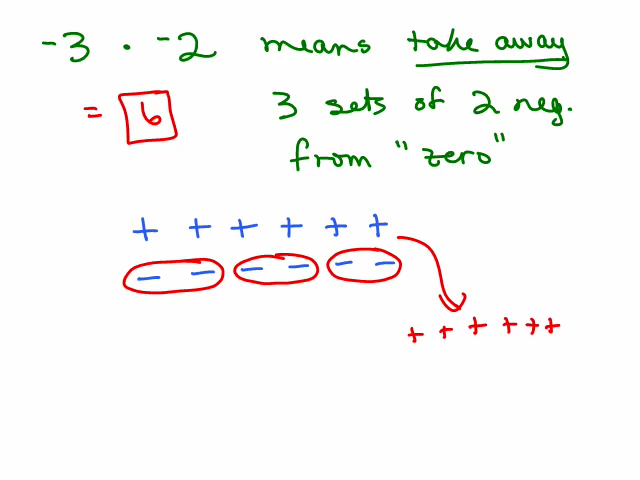 -3 · -2 means take away
= 6 3 sets of 2 neg.
from "zero"
+ + + + + +
- - - - - -
+ + + + + +